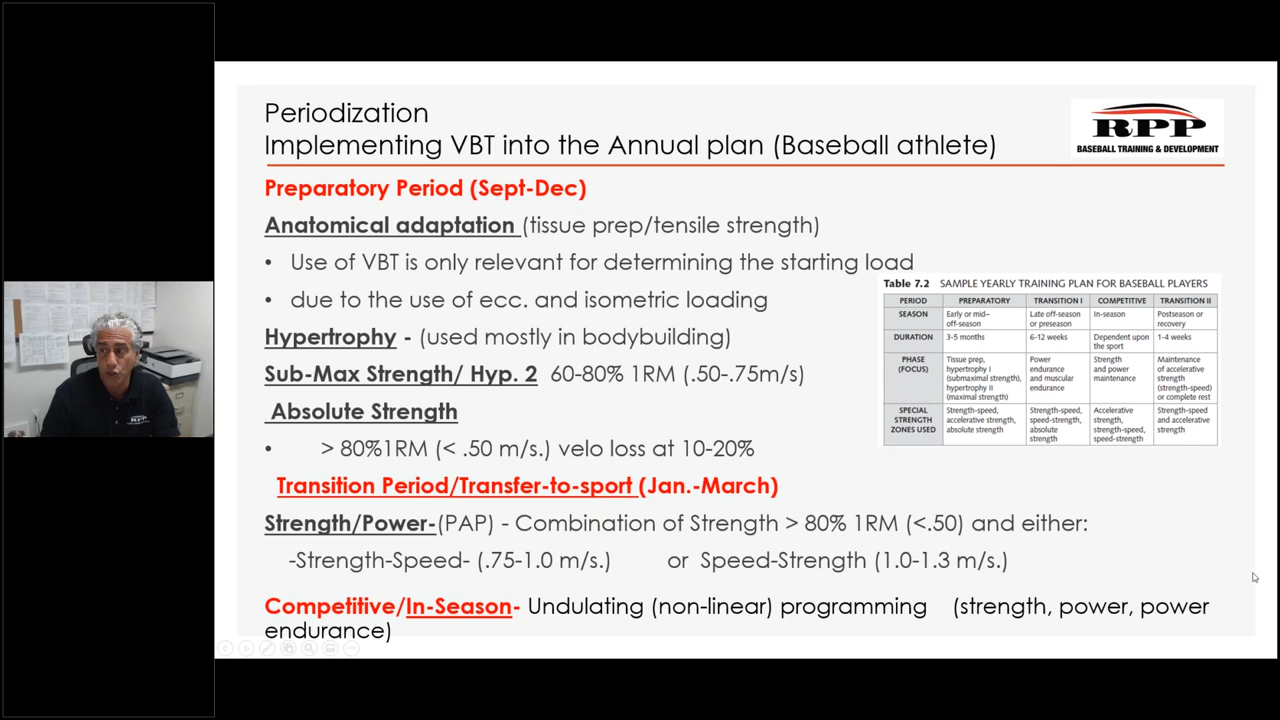 Periodization
Implementing VBT into the Annual plan (Baseball athlete)
RPP
BASEBALL TRAINING & DEVELOPMENT
Preparatory Period (Sept-Dec)
Anatomical adaptation (tissue prep/tensile strength)
• Use of VBT is only relevant for determining the starting load
• due to the use of ecc. and isometric loading
Hypertrophy - (used mostly in bodybuilding)
Sub-Max Strength/ Hyp. 2 60-80% 1RM (.50-.75m/s)
Absolute Strength
• > 80%1RM (< .50 m/s.) velo loss at 10-20%
Transition Period/Transfer-to-sport (Jan.-March)
Strength/Power-(PAP) - Combination of Strength > 80% 1RM (<.50) and either:
-Strength-Speed- (.75-1.0 m/s.) or Speed-Strength (1.0-1.3 m/s.)
Competitive/In-Season- Undulating (non-linear) programming (strength, power, power
endurance)
Table 7.2 SAMPLE YEARLY TRAINING PLAN FOR BASEBALL PLAYERS
PERIOD PREPARATORY TRANSITION I COMPETITIVE TRANSITION II
SEASON Early or mid– Late off-season In-season Postseason or
off-season or preseason recovery
DURATION 3-5 months 6-12 weeks Dependent upon 1-4 weeks
the sport
PHASE Tissue prep, Power Strength Maintenance
(FOCUS) hypertrophy I endurance and power of accelerative
(submaximal strength), and muscular maintenance strength
hypertrophy II endurance (strength-speed)
(maximal strength) or complete rest
SPECIAL Strength-speed, Strength-speed, Accelerative Strength-speed
STRENGTH accelerative strength, speed-strength, strength, and accelerative
ZONES USED absolute strength absolute strength-speed, strength
strength speed-strength